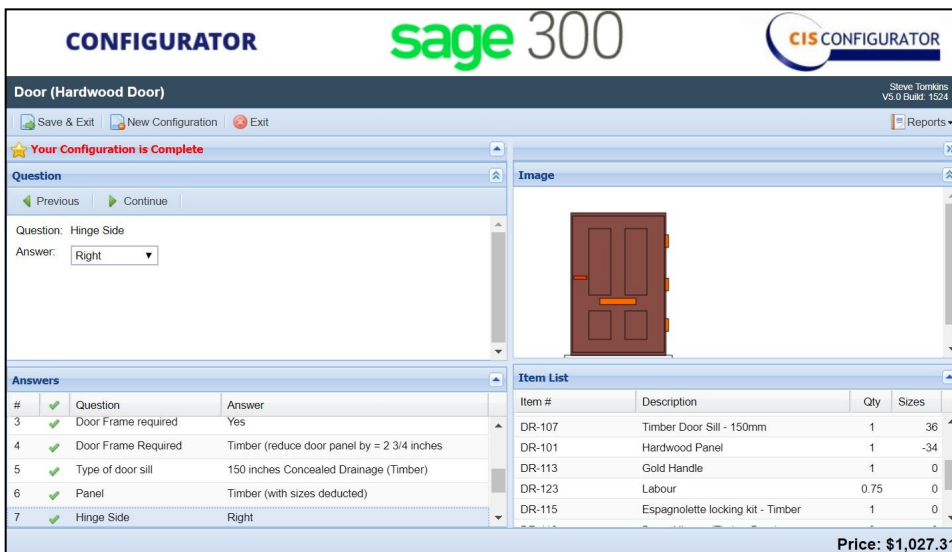 CONFIGURATOR
sage 300
CIS CONFIGURATOR
Door (Hardwood Door)
Steve Tomkins
V5.0 Build: 1524
Save & Exit
New Configuration
Exit
Reports
Your Configuration is Complete
Question
Previous
Continue
Question: Hinge Side
Answer: Right
Image
Answers
# Question Answer
3 Door Frame required Yes
4 Door Frame Required Timber (reduce door panel by = 2 3/4 inches
5 Type of door sill 150 inches Concealed Drainage (Timber)
6 Panel Timber (with sizes deducted)
7 Hinge Side Right
Item List
Item # Description Qty Sizes
DR-107 Timber Door Sill - 150mm 1 36
DR-101 Hardwood Panel 1 -34
DR-113 Gold Handle 1 0
DR-123 Labour 0.75 0
DR-115 Espagnolette locking kit - Timber 1 0
Price: $1,027.31